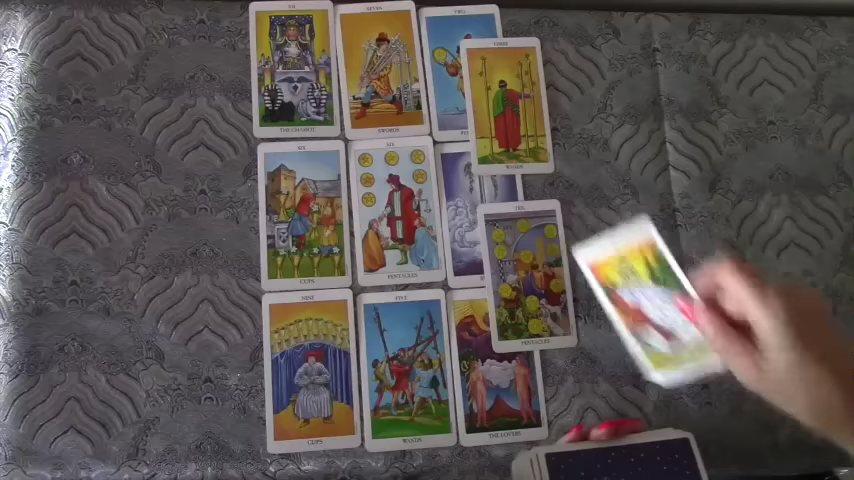 VII
SEVEN
TWO
THREE
THE CHARIOT
SWORDS
WANDS
SIX
SIX
TEN
CUPS
PENTACLES
PENTACLES
NINE
FIVE
CUPS
WANDS
THE LOVERS